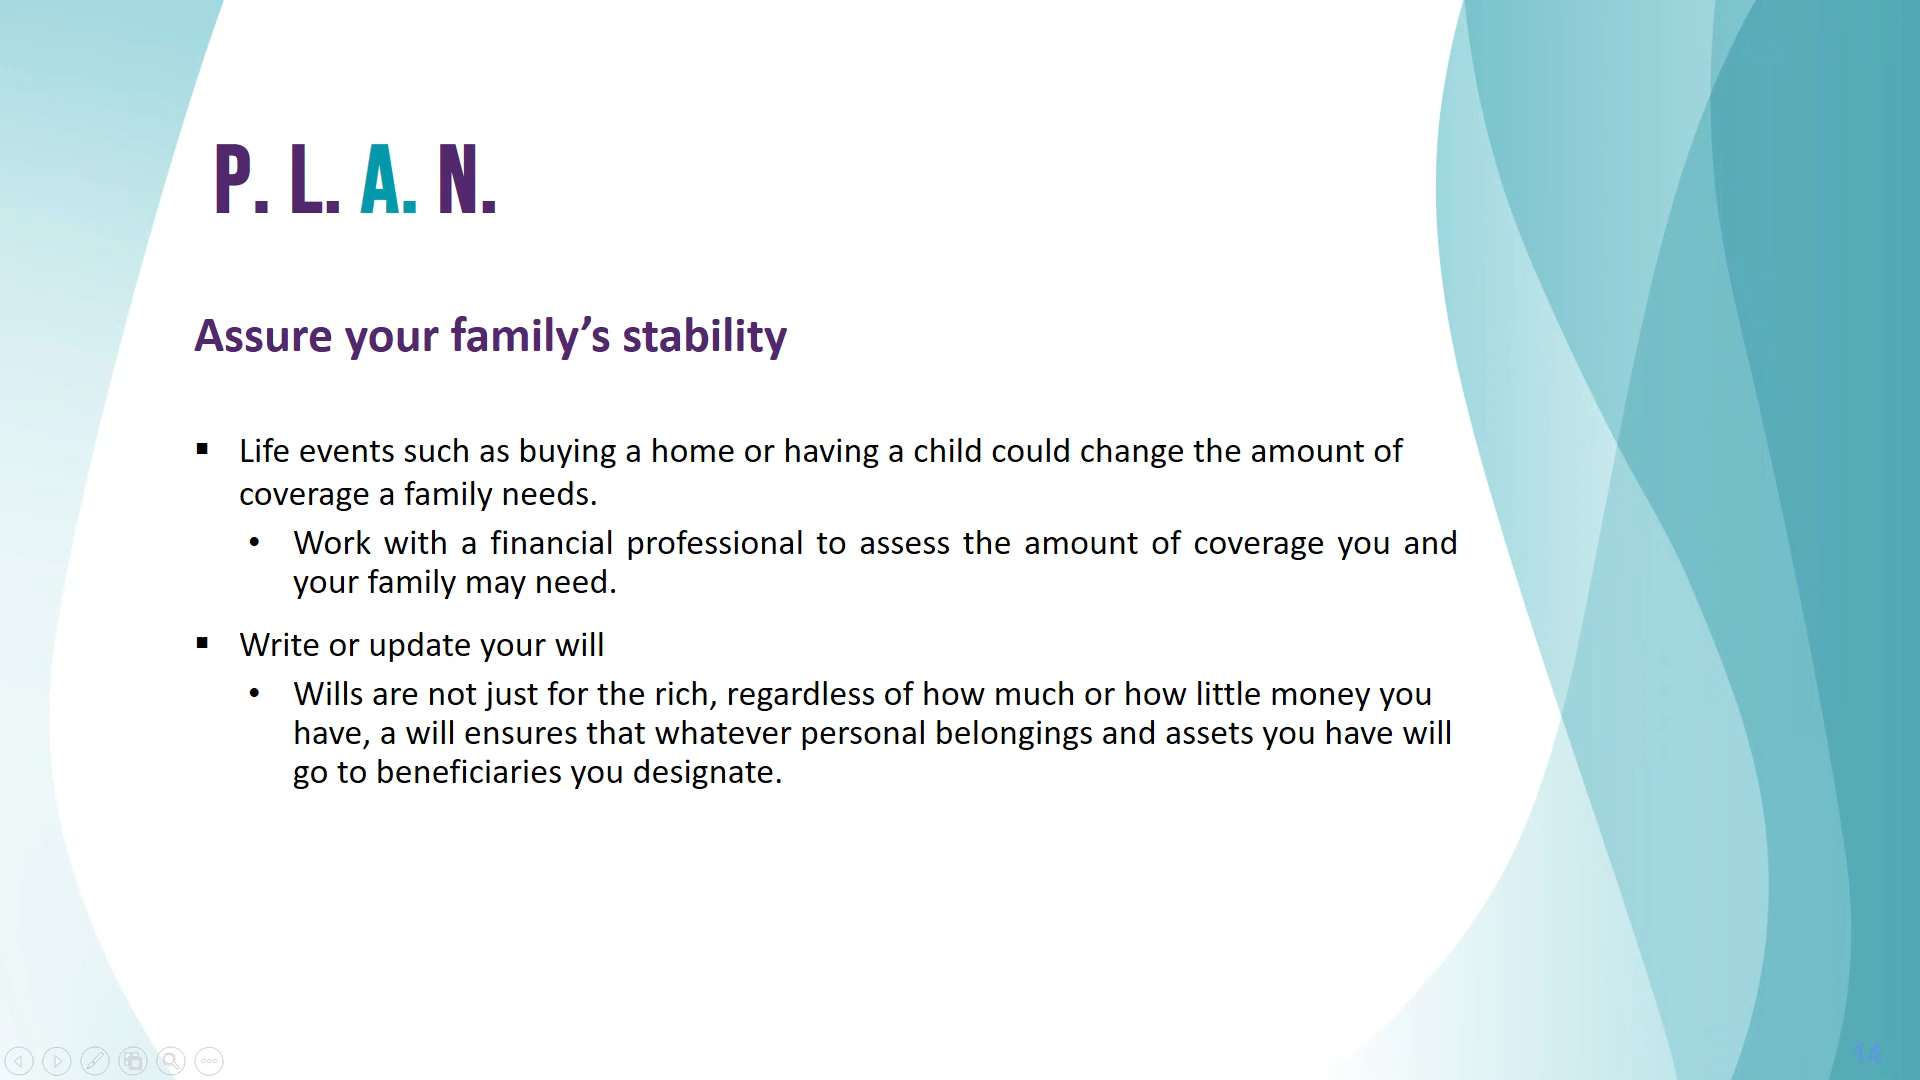 P. L. A. N.
Assure your family’s stability
▪ Life events such as buying a home or having a child could change the amount of
coverage a family needs.
• Work with a financial professional to assess the amount of coverage you and
your family may need.
▪ Write or update your will
• Wills are not just for the rich, regardless of how much or how little money you
have, a will ensures that whatever personal belongings and assets you have will
go to beneficiaries you designate.
14